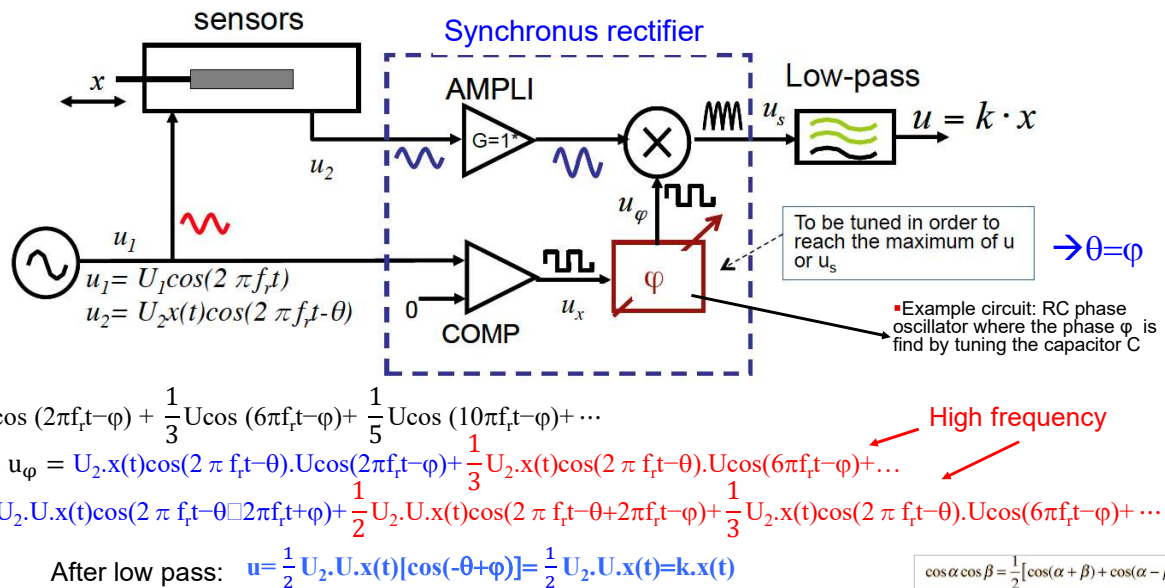 sensors
Synchronus rectifier
x
AMPLI
Low-pass
G=1*
u_s
u = k · x
u_2
u_φ
To be tuned in order to
reach the maximum of u
or u_s
→θ=φ
u_1
u_1= U_1cos(2 π f_rt)
u_2= U_2x(t)cos(2 π f_rt-θ)
φ
0
u_x
COMP
▪Example circuit: RC phase
oscillator where the phase φ is
find by tuning the capacitor C
cos (2πf_rt−φ) + 1/3 Ucos (6πf_rt−φ)+ 1/5 Ucos (10πf_rt−φ)+ ⋯
High frequency
u_φ = U_2.x(t)cos(2 π f_rt−θ).Ucos(2πf_rt−φ)+1/3 U_2.x(t)cos(2 π f_rt−θ).Ucos(6πf_rt−φ)+…
U_2.U.x(t)cos(2 π f_rt−θ□2πf_rt+φ)+1/2 U_2.U.x(t)cos(2 π f_rt−θ+2πf_rt−φ)+1/3 U_2.x(t)cos(2 π f_rt−θ).Ucos(6πf_rt−φ)+ ⋯
After low pass: u=1/2 U_2.U.x(t)[cos(-θ+φ)]= 1/2 U_2.U.x(t)=k.x(t)
cos α cos β = 1/2[cos(α + β) + cos(α −